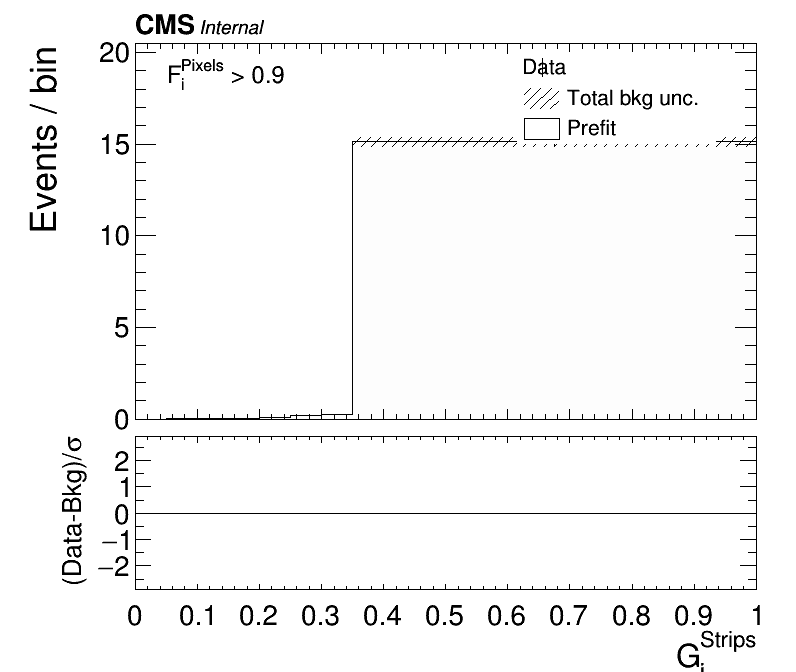 CMS Internal
F_i^Pixels > 0.9
Data
Total bkg unc.
Prefit
Events / bin
20
15
10
5
0
(Data-Bkg)/σ
2
1
0
−1
−2
0 0.1 0.2 0.3 0.4 0.5 0.6 0.7 0.8 0.9 1
G_i^Strips